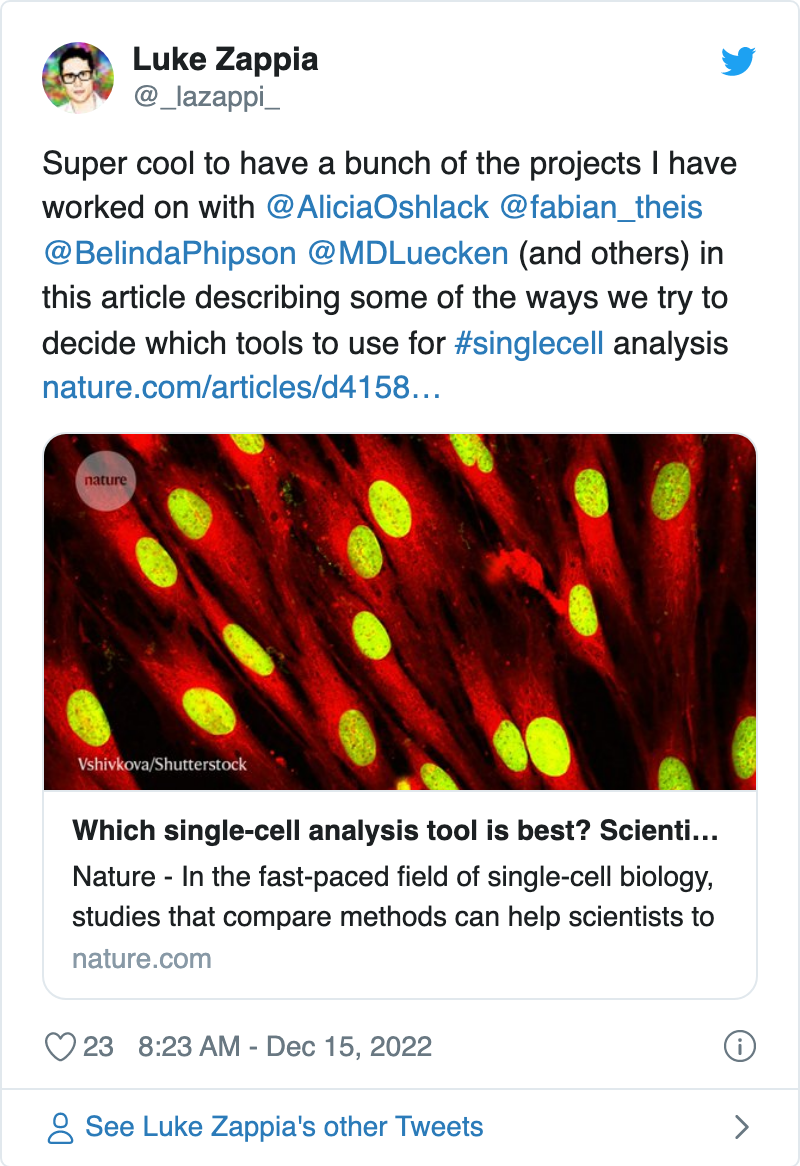 Luke Zappia
@_lazappi_
Super cool to have a bunch of the projects I have
worked on with @AliciaOshlack @fabian_theis
@BelindaPhipson @MDLuecken (and others) in
this article describing some of the ways we try to
decide which tools to use for #singlecell analysis
nature.com/articles/d4158…
nature
Vshivkova/Shutterstock
Which single-cell analysis tool is best? Scienti…
Nature - In the fast-paced field of single-cell biology,
studies that compare methods can help scientists to
nature.com
23 8:23 AM - Dec 15, 2022
See Luke Zappia's other Tweets